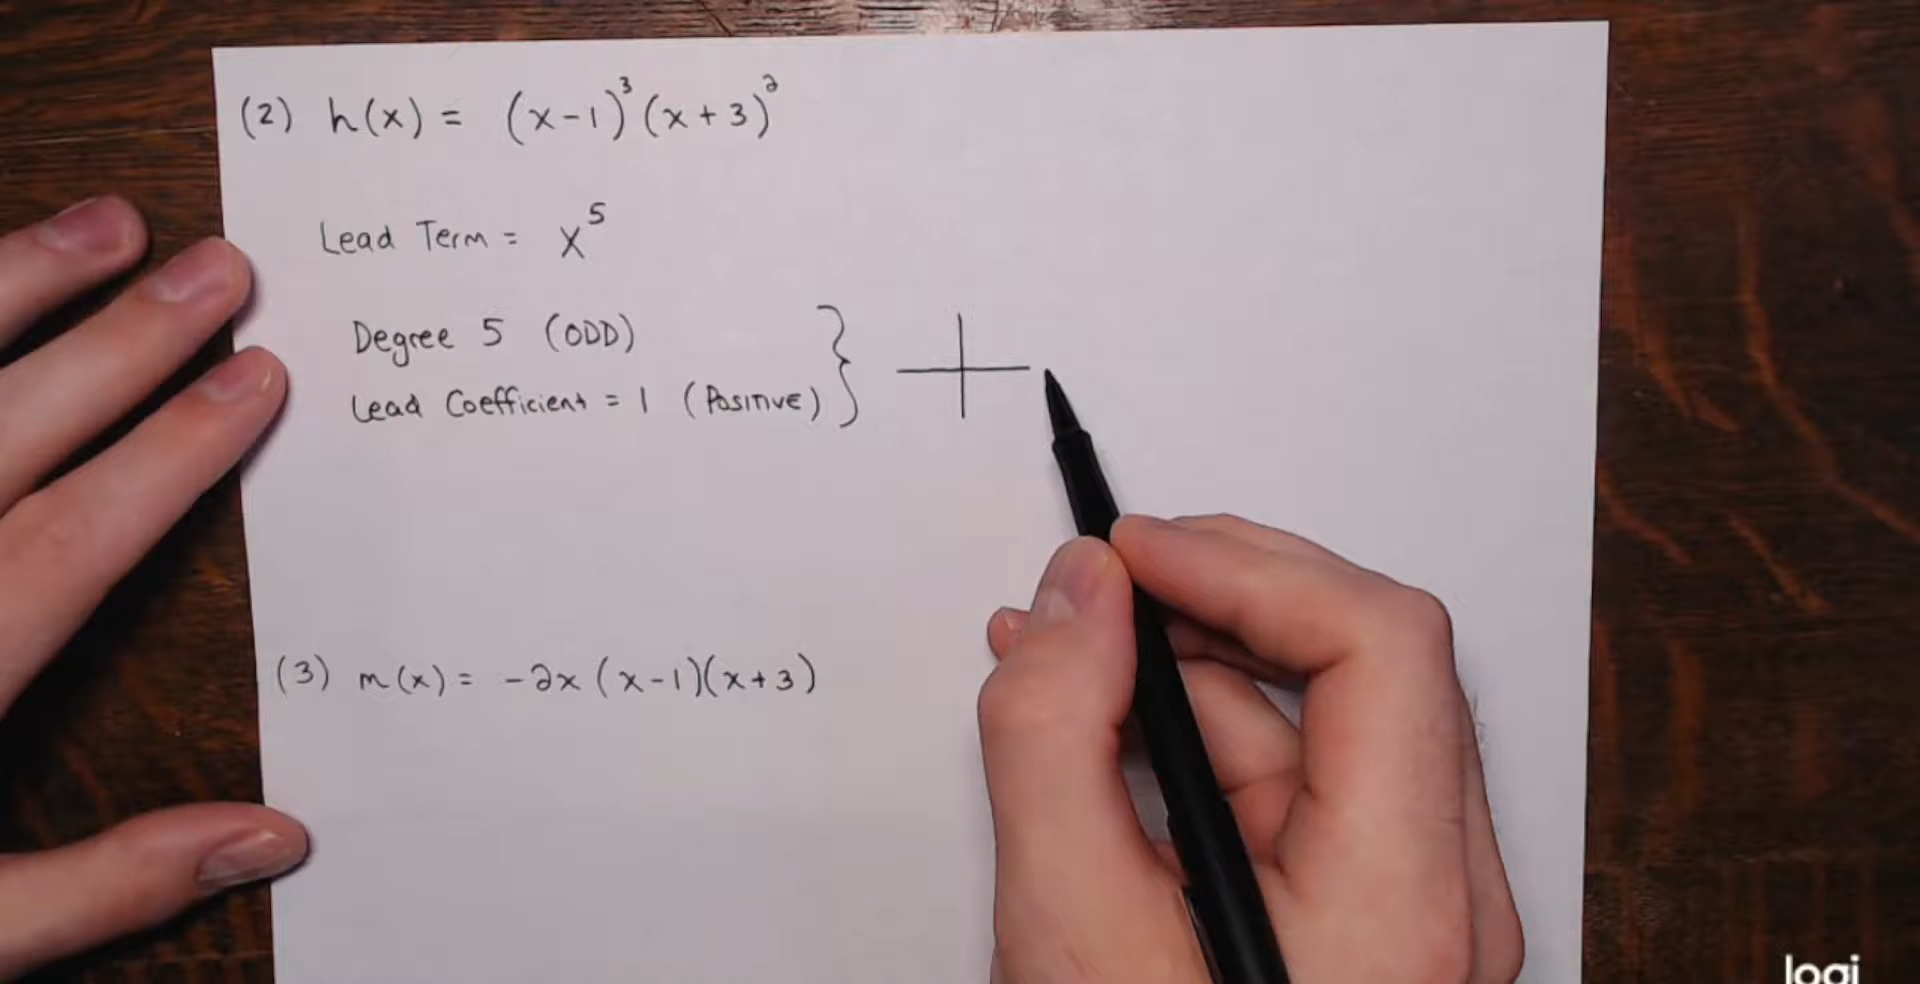 (2) h(x) = (x-1)³(x+3)²
Lead Term = x⁵
Degree 5 (ODD)
Lead Coefficient = 1 (Positive)
(3) m(x) = -2x(x-1)(x+3)
logi